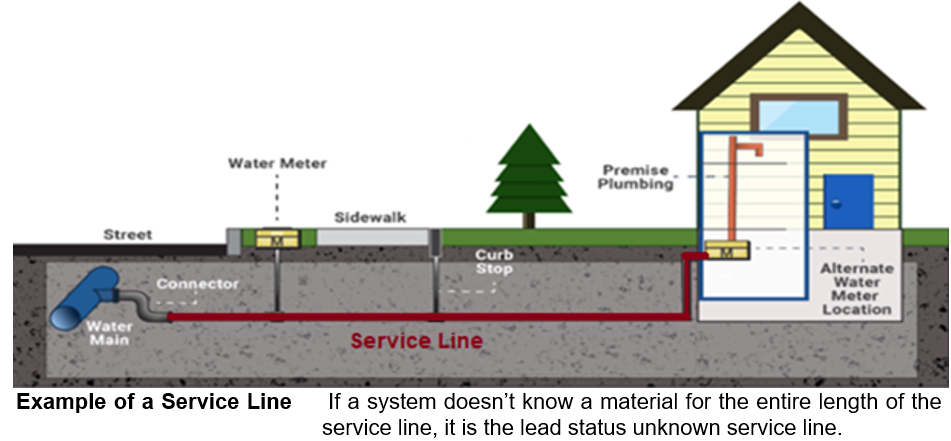 Water Meter
Premise
Plumbing
Sidewalk
Street
M
Curb
Stop
M
Connector
Alternate
Water
Meter
Location
Water
Main
Service Line
Example of a Service Line If a system doesn’t know a material for the entire length of the
service line, it is the lead status unknown service line.